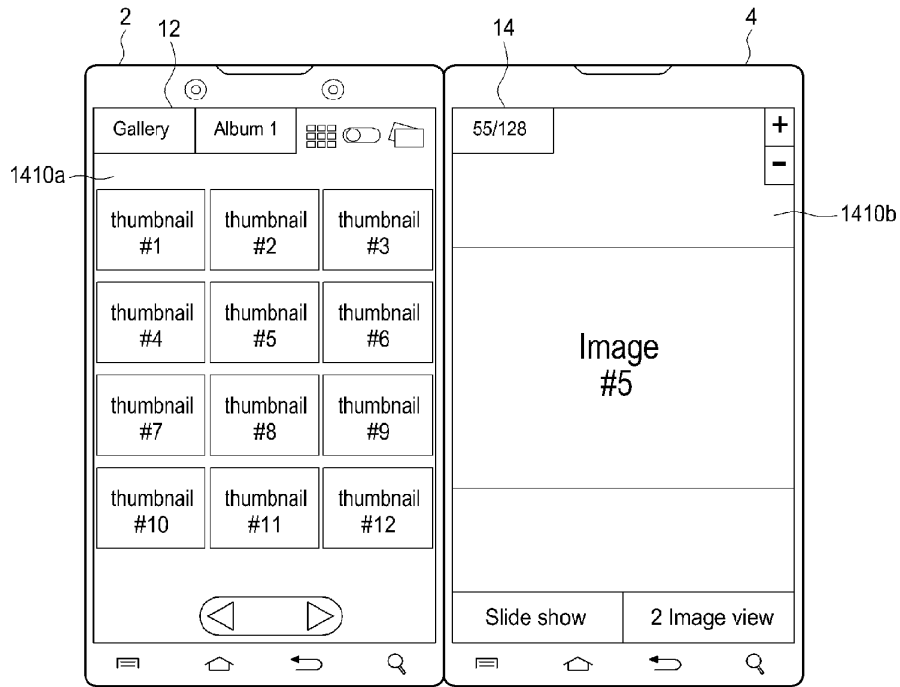 2
12
14
4
Gallery
Album 1
55/128
+
-
1410a
1410b
thumbnail
#1
thumbnail
#2
thumbnail
#3
thumbnail
#4
thumbnail
#5
thumbnail
#6
thumbnail
#7
thumbnail
#8
thumbnail
#9
thumbnail
#10
thumbnail
#11
thumbnail
#12
Image
#5
Slide show
2 Image view